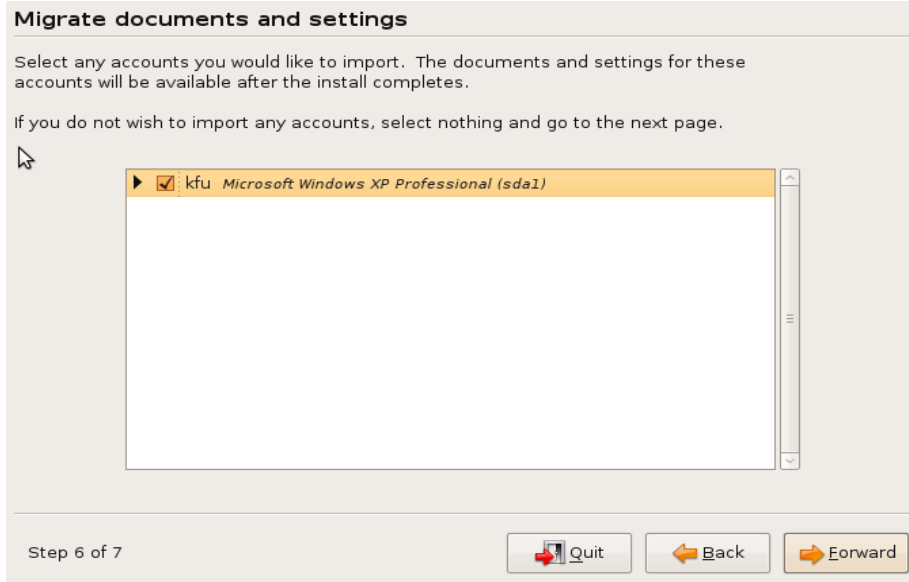 Migrate documents and settings
Select any accounts you would like to import. The documents and settings for these
accounts will be available after the install completes.
If you do not wish to import any accounts, select nothing and go to the next page.
kfu Microsoft Windows XP Professional (sda1)
Step 6 of 7
Quit
Back
Forward